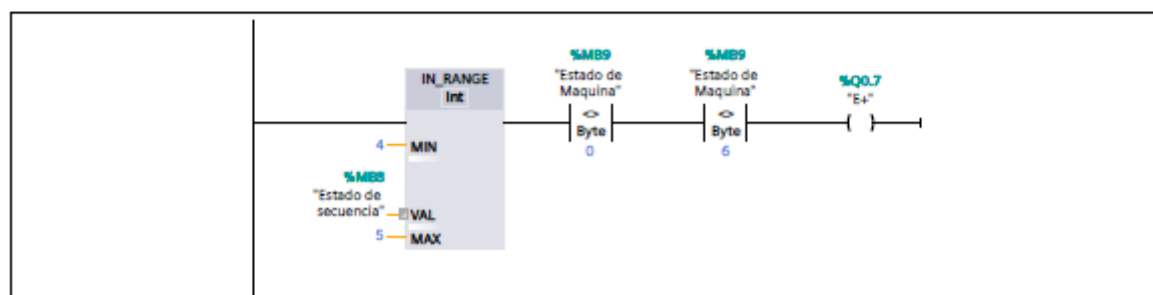 IN_RANGE
Int
4
MIN
%MB8
"Estado de
secuencia"
VAL
5
MAX
%MB9
"Estado de
Maquina"
<>
Byte
0
%MB9
"Estado de
Maquina"
<>
Byte
6
%Q0.7
"E+"